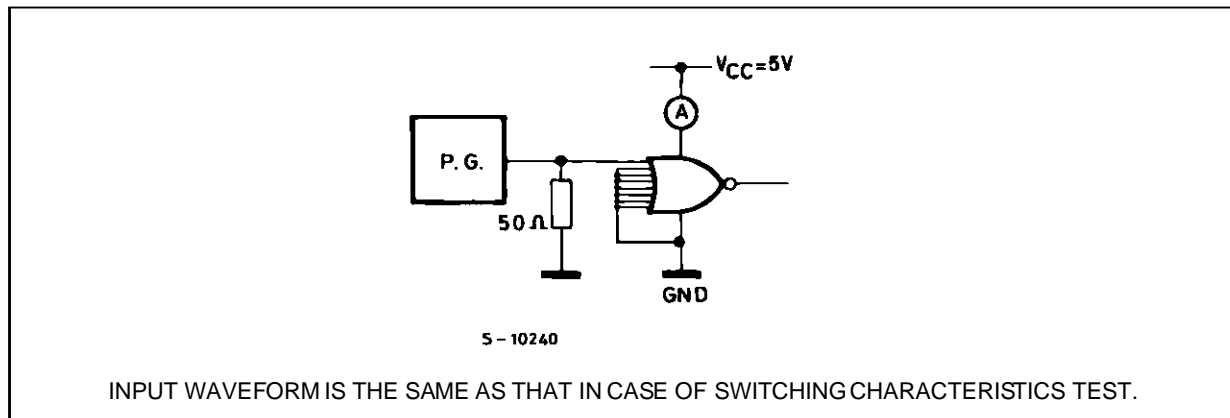 VCC=5V
A
P. G.
50 Ω
GND
S-10240
INPUT WAVEFORM IS THE SAME AS THAT IN CASE OF SWITCHING CHARACTERISTICS TEST.